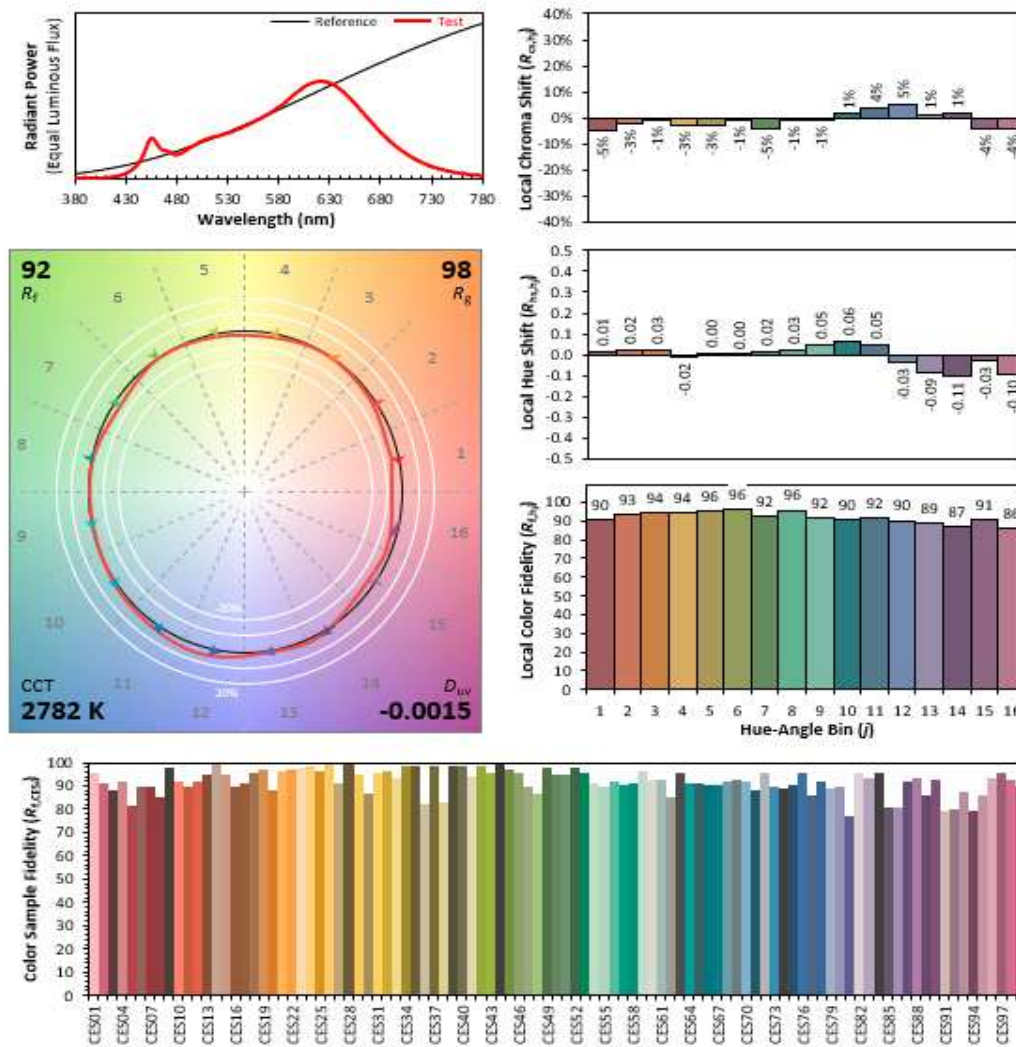 Reference
Test
Radiant Power
(Equal Luminous Flux)
380 430 480 530 580 630 680 730 780
Wavelength (nm)
Local Chroma Shift (Rcs,hj)
40%
30%
20%
10%
0%
-10%
-20%
-30%
-40%
-5% -3% -1% -3% -3% -1% -5% -1% -1% 1% 4% 5% 1% 1% -4% -4%
92
Rf
98
Rg
5 4
6 3
7 2
8 1
9 16
10 15
11 14
12 13
-20%
20%
CCT
2782 K
Duv
-0.0015
Local Hue Shift (Rhs,hj)
0.5
0.4
0.3
0.2
0.1
0.0
-0.1
-0.2
-0.3
-0.4
-0.5
0.01 0.02 0.03 -0.02 0.00 0.00 0.02 0.03 0.05 0.06 0.05 -0.03 -0.09 -0.11 -0.03 -0.10
Local Color Fidelity (Rf,hj)
100
90
80
70
60
50
40
30
20
10
0
90 93 94 94 96 96 92 96 92 90 92 90 89 87 91 86
1 2 3 4 5 6 7 8 9 10 11 12 13 14 15 16
Hue-Angle Bin (j)
Color Sample Fidelity (Rf,CESi)
100
90
80
70
60
50
40
30
20
10
0
CES01 CES04 CES07 CES10 CES13 CES16 CES19 CES22 CES25 CES28 CES31 CES34 CES37 CES40 CES43 CES46 CES49 CES52 CES55 CES58 CES61 CES64 CES67 CES70 CES73 CES76 CES79 CES82 CES85 CES88 CES91 CES94 CES97